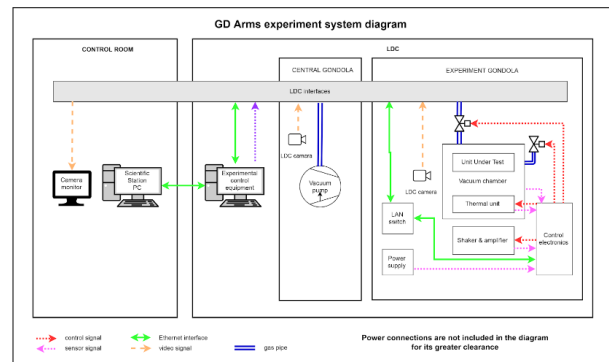 GD Arms experiment system diagram
CONTROL ROOM
LDC
CENTRAL GONDOLA
EXPERIMENT GONDOLA
LDC interfaces
Camera
monitor
Scientific
Station
PC
Experimental
control
equipment
LDC camera
Vacuum
pump
LDC camera
Unit Under Test
Vacuum chamber
Thermal unit
LAN
switch
Shaker & amplifier
Control
electronics
Power
supply
control signal
sensor signal
Ethernet interface
video signal
gas pipe
Power connections are not included in the diagram
for its greater clearance